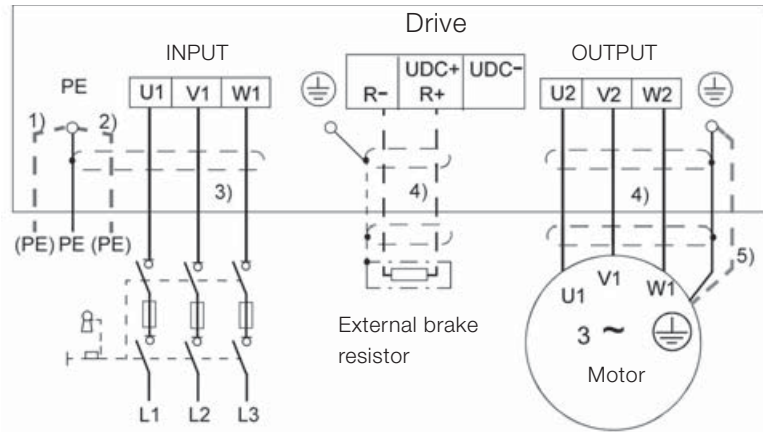 Drive
INPUT
OUTPUT
PE
U1 V1 W1
R- UDC+ R+ UDC-
U2 V2 W2
1) 2)
3)
4)
4)
5)
(PE) PE (PE)
External brake
resistor
U1 V1 W1
3 ~
Motor
L1 L2 L3